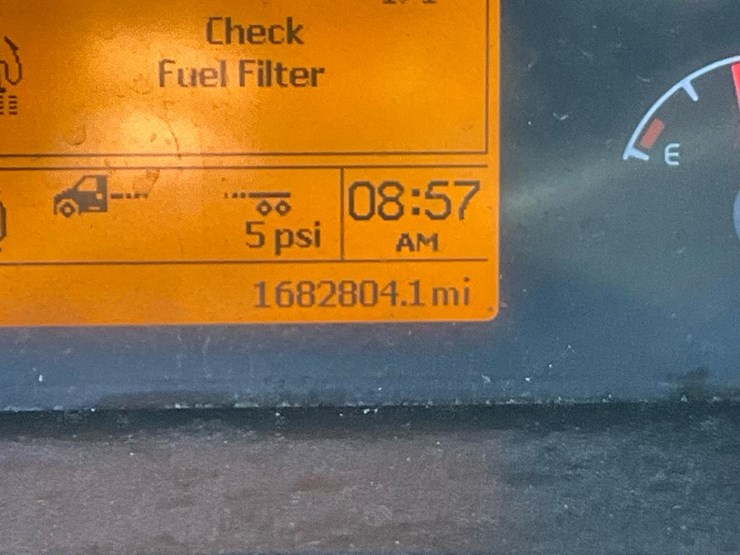 Check
Fuel Filter
E
08:57
5 psi
AM
1682804.1 mi